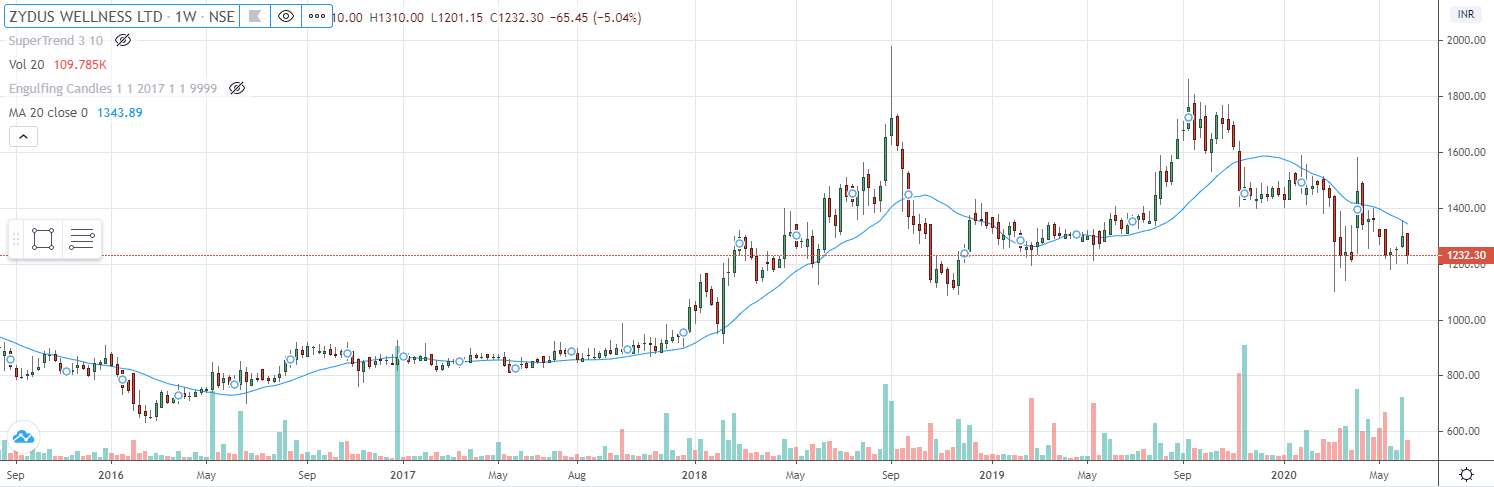 ZYDUS WELLNESS LTD · 1W · NSE 10.00 H1310.00 L1201.15 C1232.30 −65.45 (−5.04%)
INR
SuperTrend 3 10
Vol 20 109.785K
Engulfing Candles 1 1 2017 1 1 9999
MA 20 close 0 1343.89
2000.00
1800.00
1600.00
1400.00
1232.30
1200.00
1000.00
800.00
600.00
Sep 2016 May Sep 2017 May Aug 2018 May Sep 2019 May Sep 2020 May